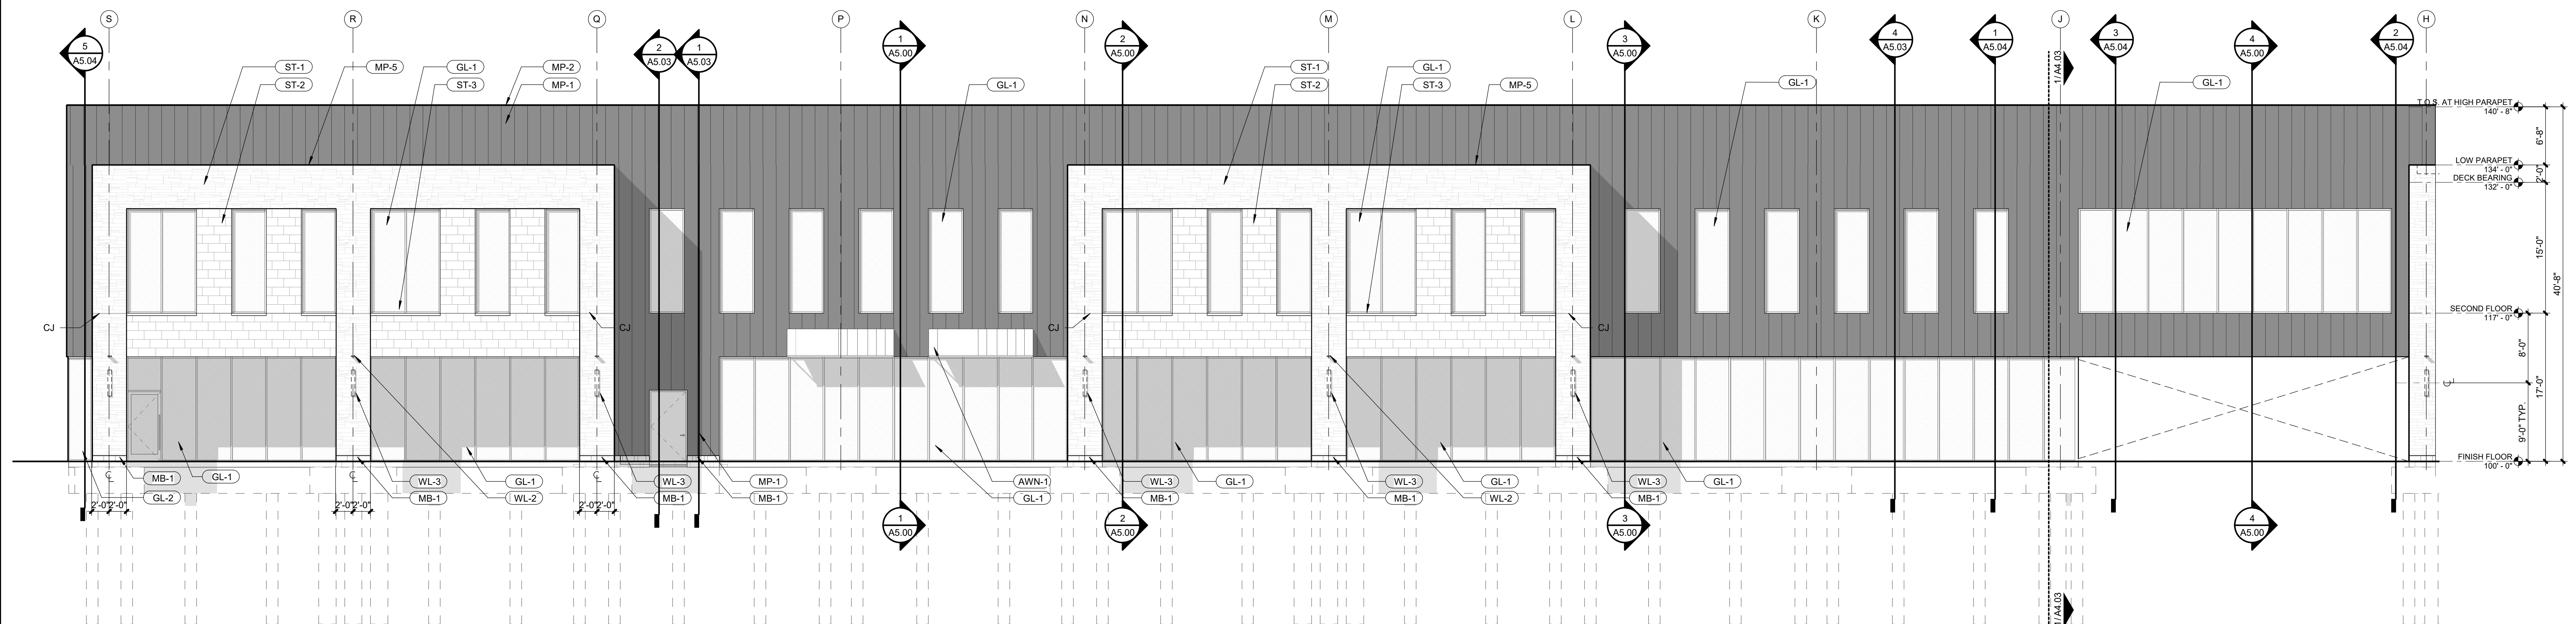 S
R
Q
P
N
M
L
K
J
H
5
A5.04
2
A5.03
1
A5.03
1
A5.00
2
A5.00
3
A5.00
4
A5.03
1
A5.04
1/ A4.03
3
A5.04
4
A5.00
2
A5.04
ST-1
ST-2
MP-5
GL-1
ST-3
MP-2
MP-1
GL-1
ST-1
ST-2
GL-1
ST-3
MP-5
GL-1
GL-1
T.O.S. AT HIGH PARAPET
140' - 8"
6'-8"
LOW PARAPET
134' - 0"
2'-0"
DECK BEARING
132' - 0"
15'-0"
40'-8"
SECOND FLOOR
117' - 0"
8'-0"
17'-0"
9'-0" TYP.
FINISH FLOOR
100' - 0"
CJ
CJ
CJ
CJ
CJ
MB-1
GL-1
GL-2
WL-3
MB-1
GL-1
WL-2
WL-3
MB-1
MP-1
MB-1
AWN-1
GL-1
WL-3
MB-1
GL-1
WL-3
MB-1
GL-1
WL-2
WL-3
MB-1
GL-1
2'-0"
2'-0"
2'-0"
2'-0"
2'-0"
2'-0"
1
A5.00
2
A5.00
3
A5.00
4
A5.00
1/ A4.03